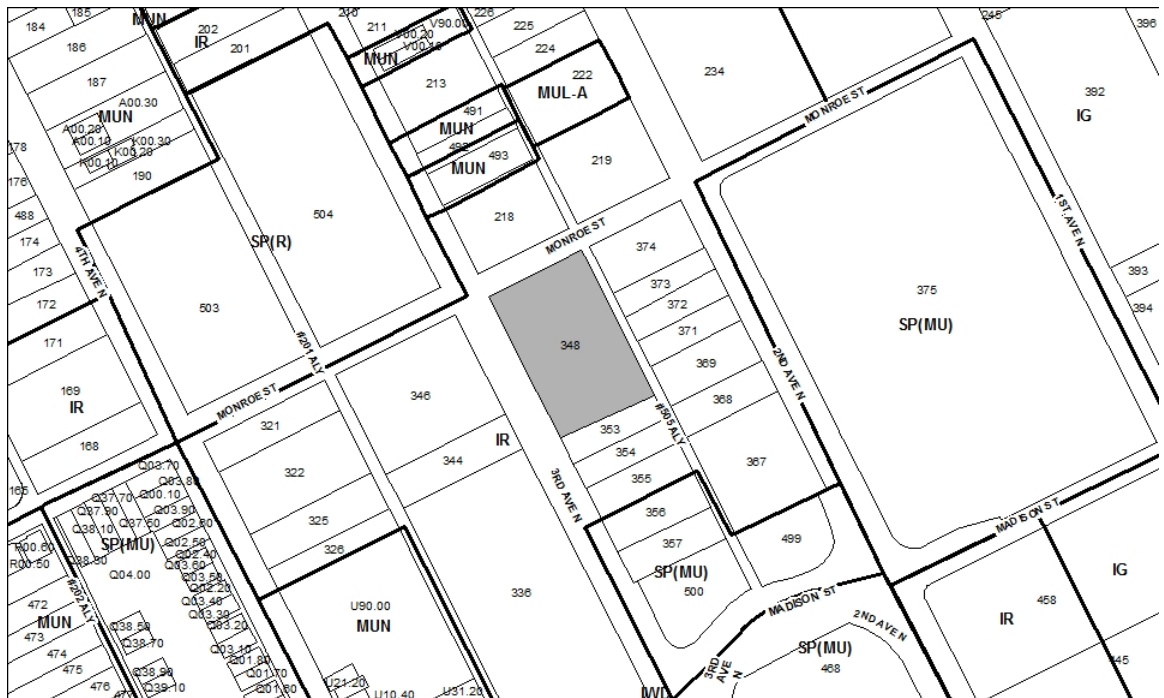 184
185
MUN
202
IR
201
210
211
V90.00
V00.20
V00.10
MUN
226
225
224
222
MUL-A
234
245
396
392
IG
186
187
A00.30
MUN
A00.20
A00.10
K00.30
K00.20
K00.10
190
213
491
MUN
492
493
MUN
219
218
MONROE ST
1ST AVE N
178
176
488
174
173
172
4TH AVE N
504
SP(R)
503
MONROE ST
374
373
372
371
369
368
367
375
SP(MU)
393
394
2ND AVE N
171
169
IR
168
165
#201 ALY
MONROE ST
348
346
344
IR
353
354
355
#505 ALY
321
322
325
326
3RD AVE N
356
357
SP(MU)
500
499
MADISON ST
MADISON ST
2ND AVE N
SP(MU)
468
3RD AVE N
IR
458
IG
445
Q03.70
Q03.80
Q00.10
Q37.70
Q37.90
Q03.90
Q38.10
Q37.50
Q02.60
SP(MU)
Q02.50
Q02.40
Q38.30
Q03.60
Q04.00
Q03.50
Q02.20
Q03.40
Q03.30
Q03.20
Q38.50
Q38.70
Q03.10
Q01.80
Q38.90
Q01.70
Q39.10
Q01.60
R00.60
R00.50
#202 ALY
472
MUN
473
474
475
476
U90.00
MUN
336
U21.20
U10.40
U31.20